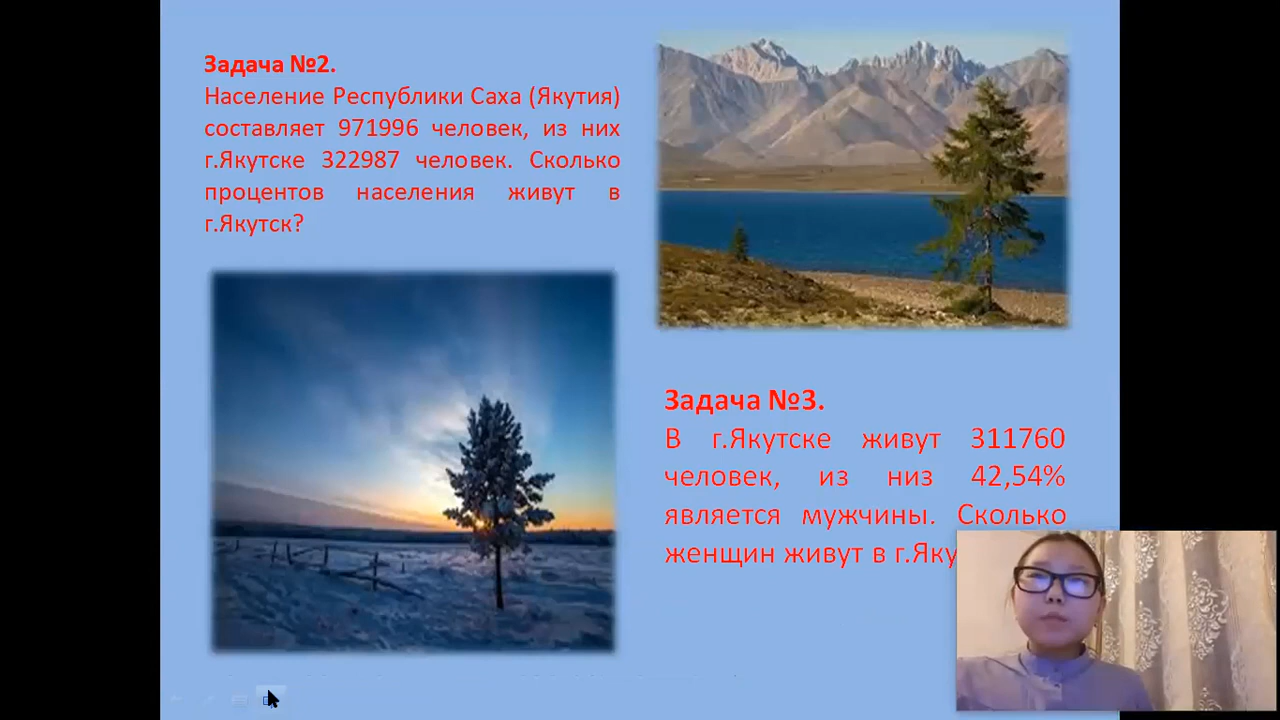 Задача №2.
Население Республики Саха (Якутия)
составляет 971996 человек, из них
г.Якутске 322987 человек. Сколько
процентов населения живут в
г.Якутск?
Задача №3.
В г.Якутске живут 311760
человек, из низ 42,54%
является мужчины. Сколько
женщин живут в г.Яку